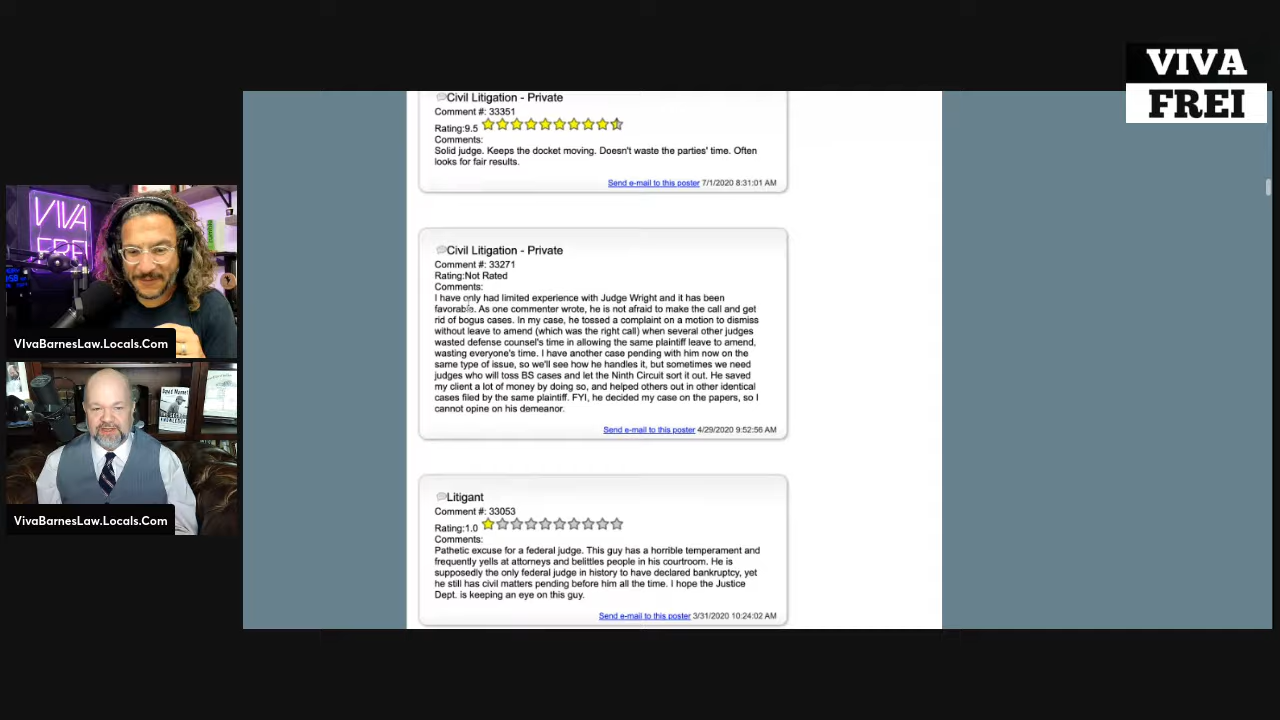 VIVA
FREI
Civil Litigation - Private
Comment #: 33351
Rating:9.5
Comments:
Solid judge. Keeps the docket moving. Doesn't waste the parties' time. Often
looks for fair results.
Send e-mail to this poster 7/1/2020 8:31:01 AM
Civil Litigation - Private
Comment #: 33271
Rating:Not Rated
Comments:
I have only had limited experience with Judge Wright and it has been
favorable. As one commenter wrote, he is not afraid to make the call and get
rid of bogus cases. In my case, he tossed a complaint on a motion to dismiss
without leave to amend (which was the right call) when several other judges
wasted defense counsel's time in allowing the same plaintiff leave to amend,
wasting everyone's time. I have another case pending with him now on the
same type of issue, so we'll see how he handles it, but sometimes we need
judges who will toss BS cases and let the Ninth Circuit sort it out. He saved
my client a lot of money by doing so, and helped others out in other identical
cases filed by the same plaintiff. FYI, he decided my case on the papers, so I
cannot opine on his demeanor.
Send e-mail to this poster 4/29/2020 9:52:56 AM
Litigant
Comment #: 33053
Rating:1.0
Comments:
Pathetic excuse for a federal judge. This guy has a horrible temperament and
frequently yells at attorneys and belittles people in his courtroom. He is
supposedly the only federal judge in history to have declared bankruptcy, yet
he still has civil matters pending before him all the time. I hope the Justice
Dept. is keeping an eye on this guy.
Send e-mail to this poster 3/31/2020 10:24:02 AM
VIVA
FREI
VIvaBarnesLaw.Locals.Com
VivaBarnesLaw.Locals.Com